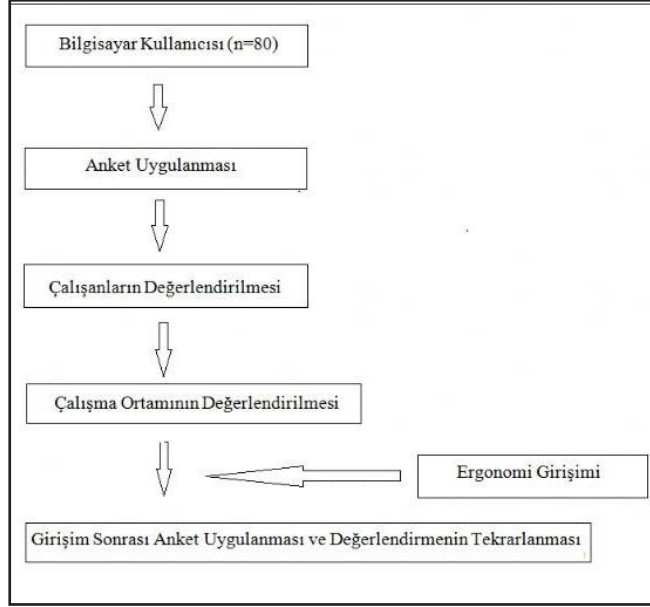 Bilgisayar Kullanıcısı (n=80)
Anket Uygulanması
Çalışanların Değerlendirilmesi
Çalışma Ortamının Değerlendirilmesi
Ergonomi Girişimi
Girişim Sonrası Anket Uygulanması ve Değerlendirmenin Tekrarlanması